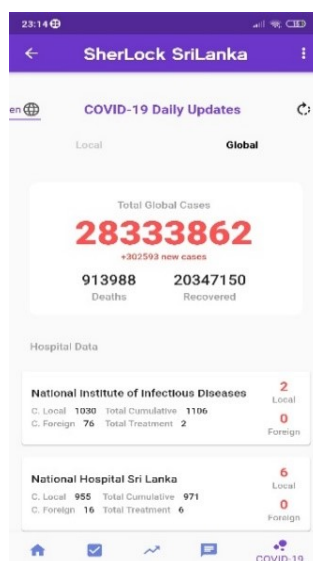 23:14
SherLock SriLanka
en
COVID-19 Daily Updates
Local Global
Total Global Cases
28333862
+302593 new cases
913988 20347150
Deaths Recovered
Hospital Data
National Institute of Infectious Diseases 2
Local
C. Local 1030 Total Cumulative 1106
C. Foreign 76 Total Treatment 2 0
Foreign
National Hospital Sri Lanka 6
Local
C. Local 955 Total Cumulative 971
C. Foreign 16 Total Treatment 6 0
Foreign
COVID-19